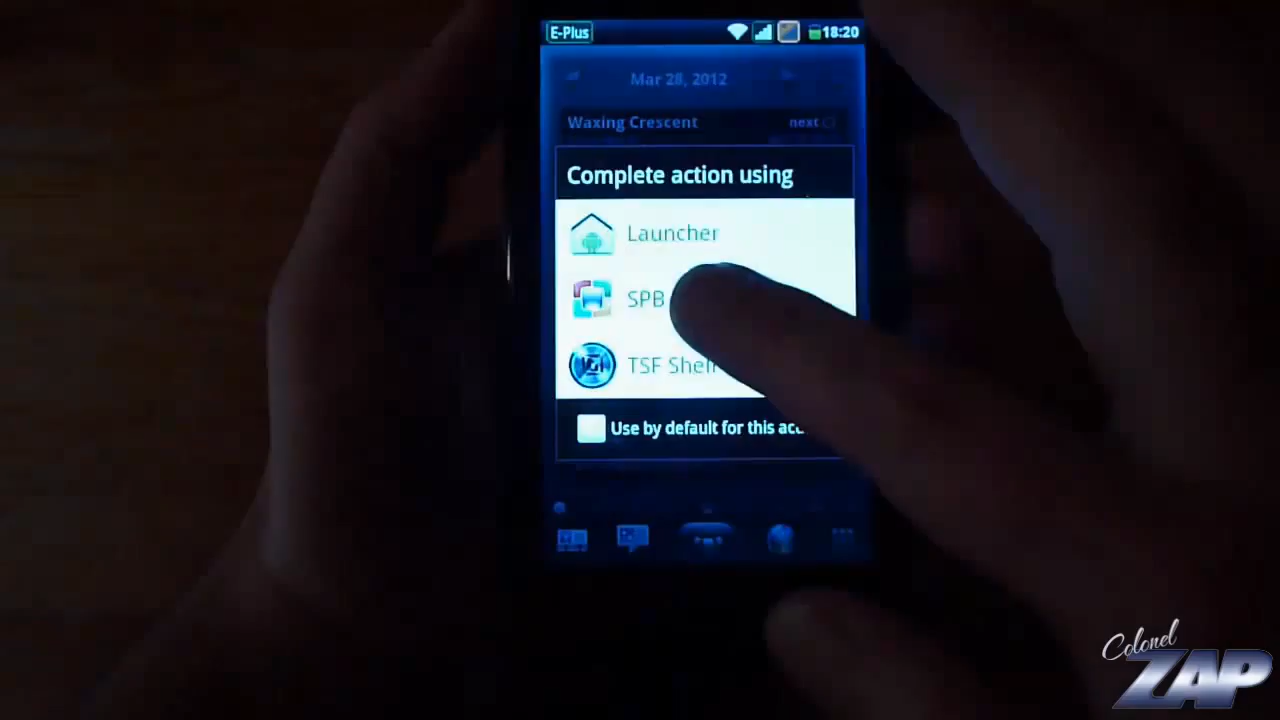 E-Plus 18:20
Mar 28, 2012
Waxing Crescent next
Complete action using
Launcher
SPB
TSF Shell
Use by default for this
Colonel
ZAP